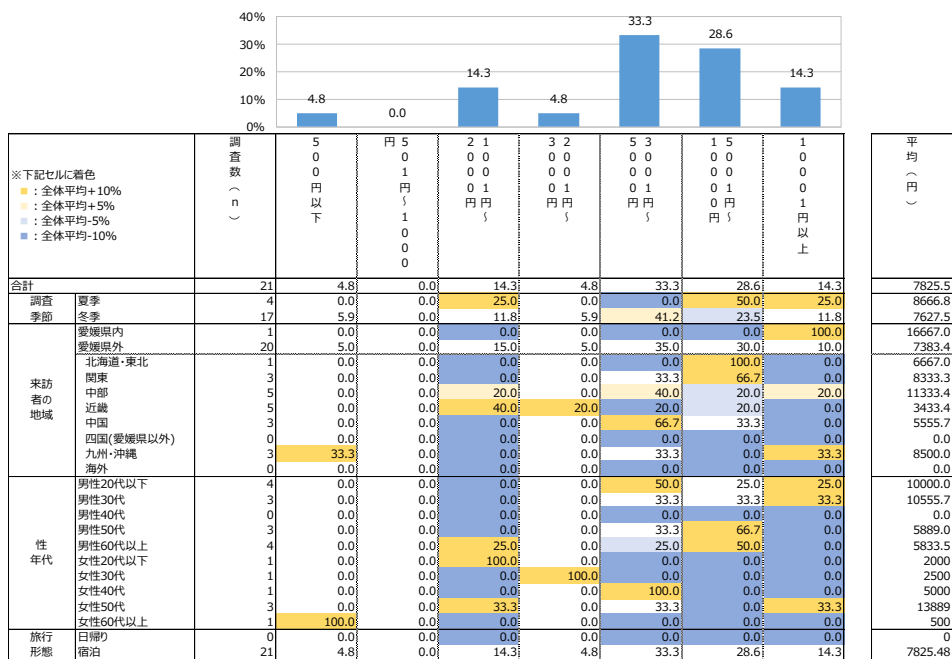 40%
30%
20%
10%
0%
4.8
0.0
14.3
4.8
33.3
28.6
14.3
※下記セルに着色
■：全体平均+10%
■：全体平均+5%
■：全体平均-5%
■：全体平均-10%
調査数（n）
500円以下
501円～1000円
1001円～2000円
2001円～3000円
3001円～5000円
5001円～10000円
10001円以上
平均（円）
合計 21 4.8 0.0 14.3 4.8 33.3 28.6 14.3 7825.5
調査季節
夏季 4 0.0 0.0 25.0 0.0 0.0 50.0 25.0 8666.8
冬季 17 5.9 0.0 11.8 5.9 41.2 23.5 11.8 7627.5
来訪者の地域
愛媛県内 1 0.0 0.0 0.0 0.0 0.0 0.0 100.0 16667.0
愛媛県外 20 5.0 0.0 15.0 5.0 35.0 30.0 10.0 7383.4
北海道・東北 1 0.0 0.0 0.0 0.0 0.0 100.0 0.0 6667.0
関東 3 0.0 0.0 0.0 0.0 33.3 66.7 0.0 8333.3
中部 5 0.0 0.0 20.0 0.0 40.0 20.0 20.0 11333.4
近畿 5 0.0 0.0 40.0 20.0 20.0 20.0 0.0 3433.4
中国 3 0.0 0.0 0.0 0.0 66.7 33.3 0.0 5555.7
四国(愛媛県以外) 0 0.0 0.0 0.0 0.0 0.0 0.0 0.0 0.0
九州・沖縄 3 33.3 0.0 0.0 0.0 33.3 0.0 33.3 8500.0
海外 0 0.0 0.0 0.0 0.0 0.0 0.0 0.0 0.0
性年代
男性20代以下 4 0.0 0.0 0.0 0.0 50.0 25.0 25.0 10000.0
男性30代 3 0.0 0.0 0.0 0.0 33.3 33.3 33.3 10555.7
男性40代 0 0.0 0.0 0.0 0.0 0.0 0.0 0.0 0.0
男性50代 3 0.0 0.0 0.0 0.0 33.3 66.7 0.0 5889.0
男性60代以上 4 0.0 0.0 25.0 0.0 25.0 50.0 0.0 5833.5
女性20代以下 1 0.0 0.0 100.0 0.0 0.0 0.0 0.0 2000
女性30代 1 0.0 0.0 0.0 100.0 0.0 0.0 0.0 2500
女性40代 1 0.0 0.0 0.0 0.0 100.0 0.0 0.0 5000
女性50代 3 0.0 0.0 33.3 0.0 33.3 0.0 33.3 13889
女性60代以上 1 100.0 0.0 0.0 0.0 0.0 0.0 0.0 500
旅行形態
日帰り 0 0.0 0.0 0.0 0.0 0.0 0.0 0.0 0
宿泊 21 4.8 0.0 14.3 4.8 33.3 28.6 14.3 7825.48